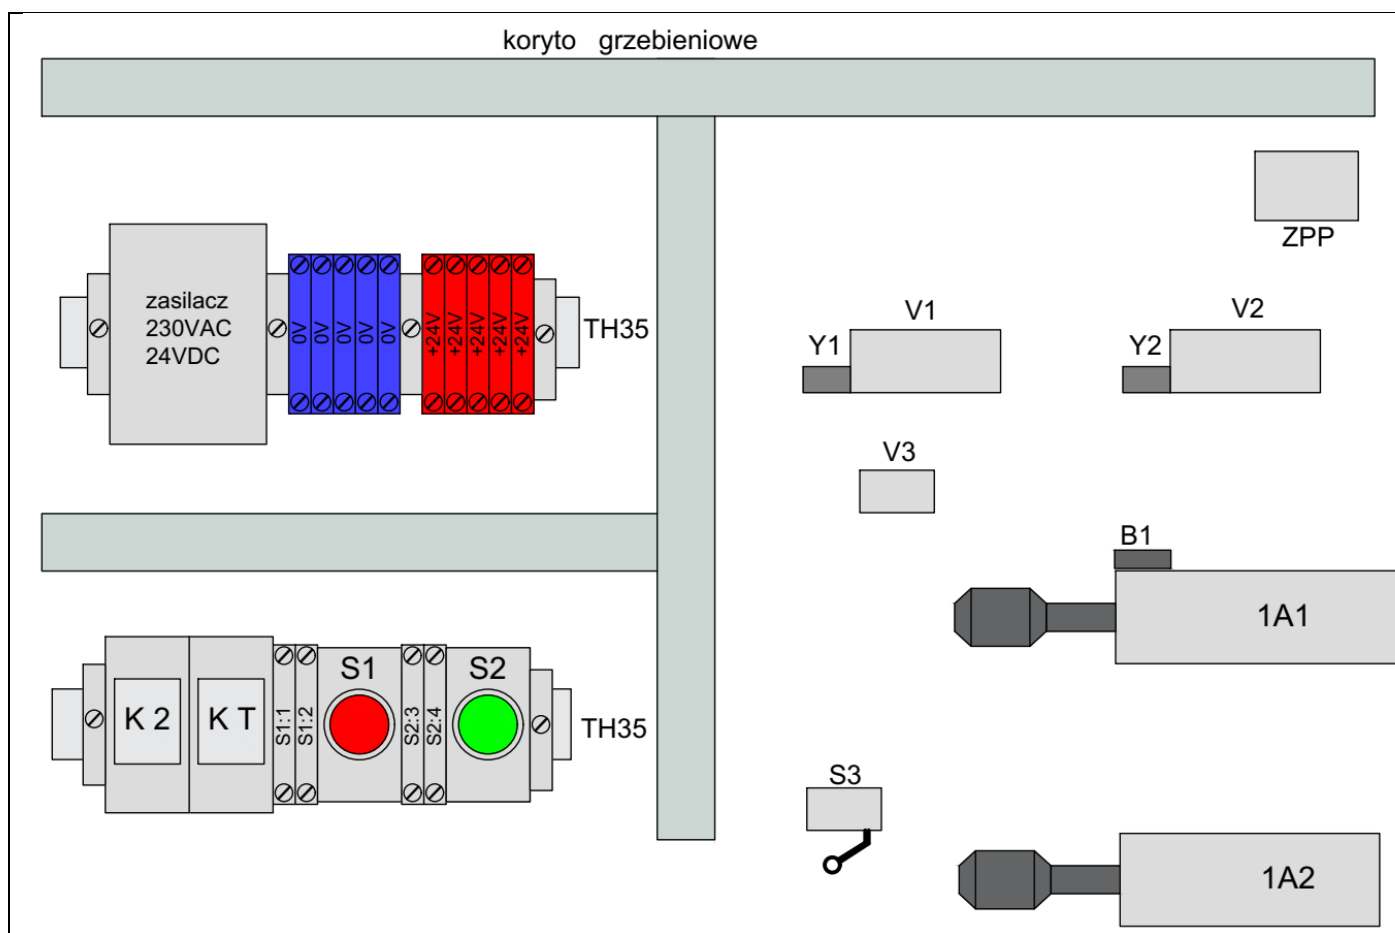 koryto grzebieniowe
ZPP
zasilacz
230VAC
24VDC
0V 0V 0V 0V 0V
+24V +24V +24V +24V +24V
TH35
V1
Y1
V2
Y2
V3
B1
1A1
K 2
K T
S1:1
S1:2
S1
S2:3
S2:4
S2
TH35
S3
1A2